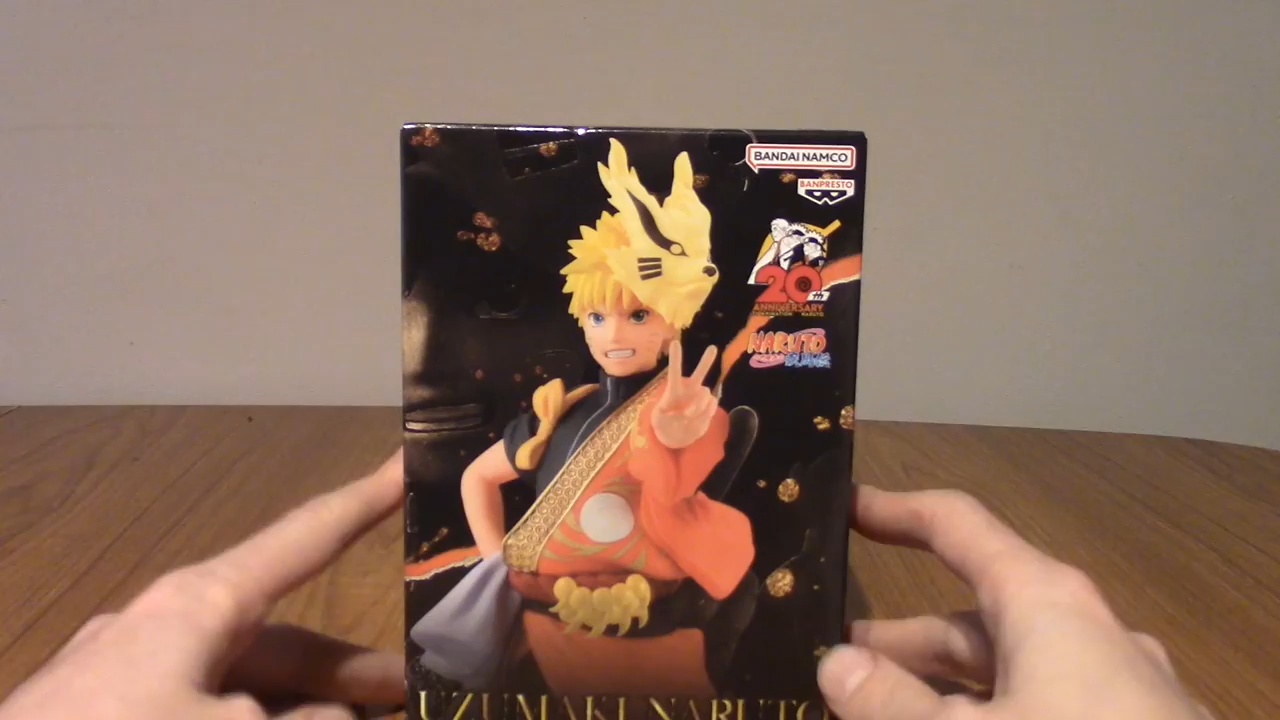 BANDAI NAMCO
BANPRESTO
20TH
ANNIVERSARY
NARUTO
UZUMAKI NARUTO